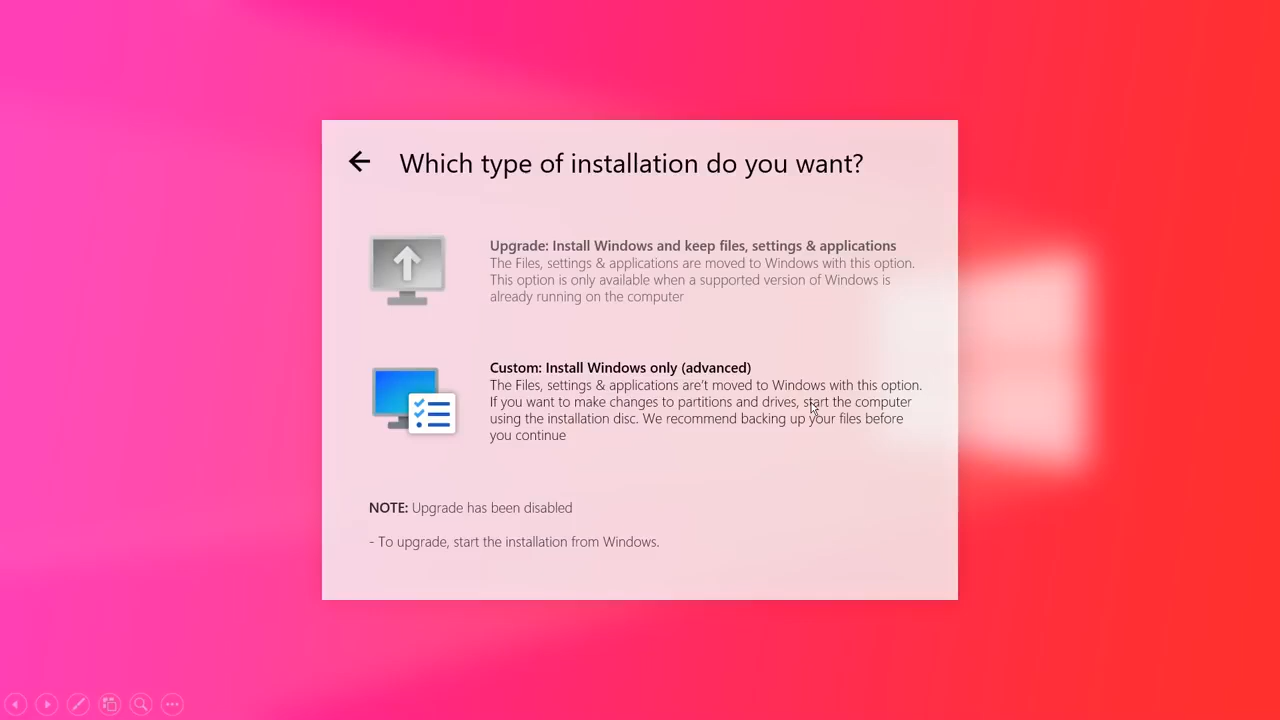 Which type of installation do you want?
Upgrade: Install Windows and keep files, settings & applications
The Files, settings & applications are moved to Windows with this option.
This option is only available when a supported version of Windows is
already running on the computer
Custom: Install Windows only (advanced)
The Files, settings & applications are't moved to Windows with this option.
If you want to make changes to partitions and drives, start the computer
using the installation disc. We recommend backing up your files before
you continue
NOTE: Upgrade has been disabled
- To upgrade, start the installation from Windows.